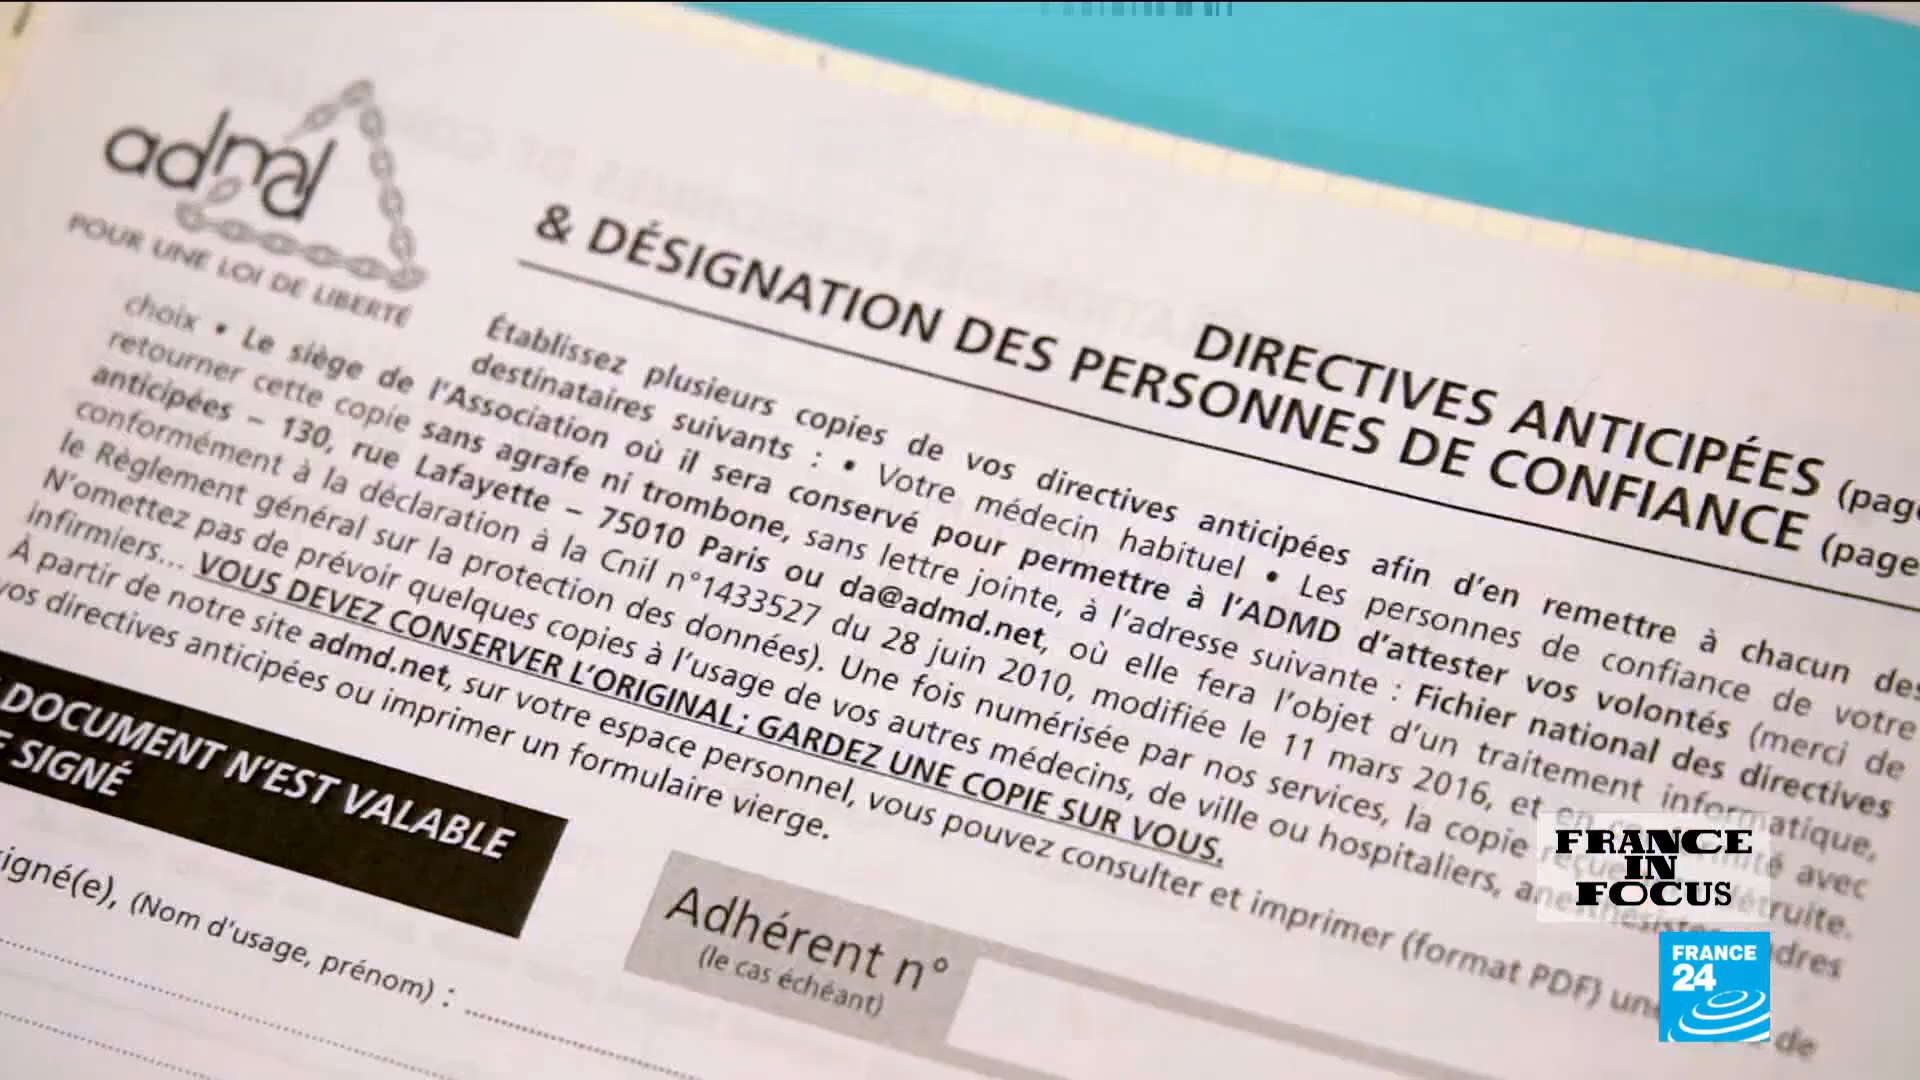 admd
POUR UNE LOI DE LIBERTÉ
DIRECTIVES ANTICIPÉES (page
& DÉSIGNATION DES PERSONNES DE CONFIANCE (page
Établissez plusieurs copies de vos directives anticipées afin d'en remettre à chacun des
destinataires suivants : • Votre médecin habituel • Les personnes de confiance de votre
choix • Le siège de l'Association où il sera conservé pour permettre à l'ADMD d'attester vos volontés (merci de
retourner cette copie sans agrafe ni trombone, sans lettre jointe, à l'adresse suivante : Fichier national des directives
anticipées – 130, rue Lafayette – 75010 Paris ou da@admd.net, où elle fera l'objet d'un traitement informatique,
conformément à la déclaration à la Cnil n°1433527 du 28 juin 2010, modifiée le 11 mars 2016, et en conformité avec
le Règlement général sur la protection des données). Une fois numérisée par nos services, la copie reçue détruite.
N'omettez pas de prévoir quelques copies à l'usage de vos autres médecins, de ville ou hospitaliers, anesthésistes, cadres
infirmiers... VOUS DEVEZ CONSERVER L'ORIGINAL ; GARDEZ UNE COPIE SUR VOUS.
À partir de notre site admd.net, sur votre espace personnel, vous pouvez consulter et imprimer (format PDF) une de
vos directives anticipées ou imprimer un formulaire vierge.
DOCUMENT N'EST VALABLE
SIGNÉ
igné(e), (Nom d'usage, prénom) :
Adhérent n°
(le cas échéant)
FRANCE
IN
FOCUS
FRANCE
24